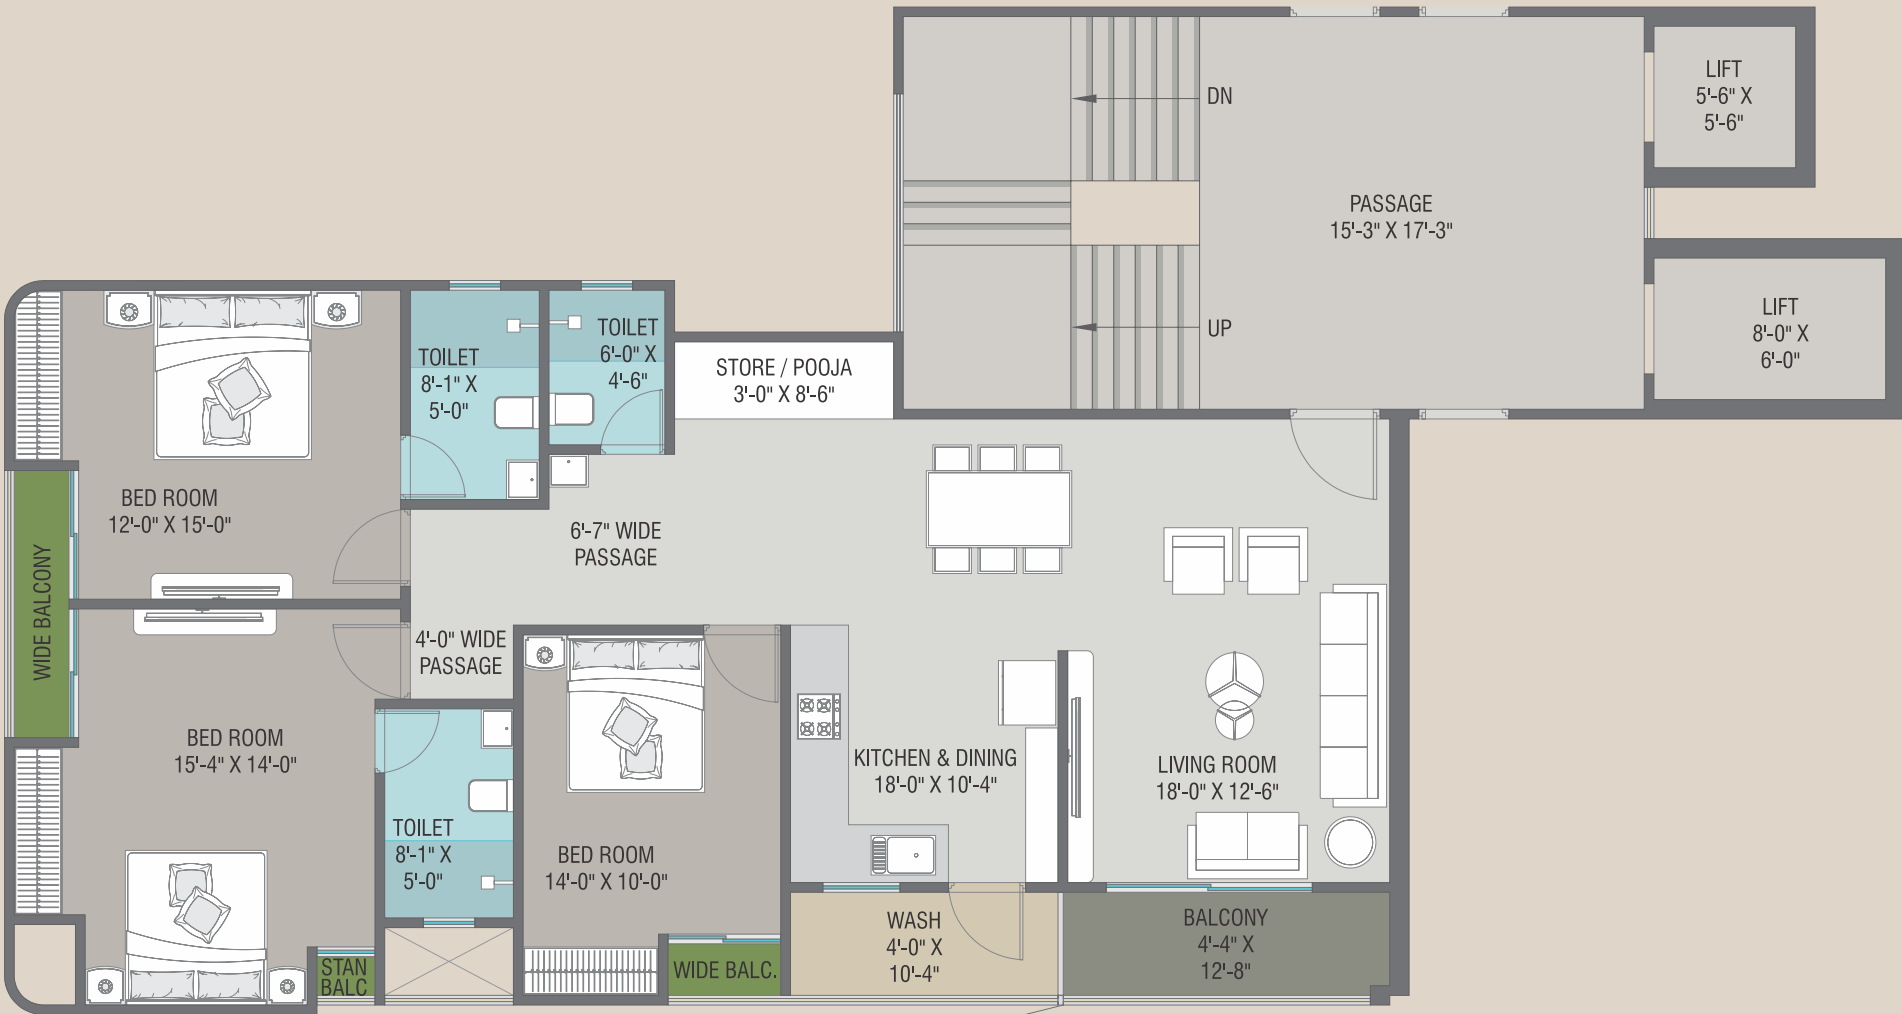 LIFT
5'-6" X
5'-6"
DN
PASSAGE
15'-3" X 17'-3"
UP
LIFT
8'-0" X
6'-0"
TOILET
8'-1" X
5'-0"
TOILET
6'-0" X
4'-6"
STORE / POOJA
3'-0" X 8'-6"
BED ROOM
12'-0" X 15'-0"
6'-7" WIDE
PASSAGE
WIDE BALCONY
4'-0" WIDE
PASSAGE
BED ROOM
15'-4" X 14'-0"
KITCHEN & DINING
18'-0" X 10'-4"
LIVING ROOM
18'-0" X 12'-6"
TOILET
8'-1" X
5'-0"
BED ROOM
14'-0" X 10'-0"
WASH
4'-0" X
10'-4"
BALCONY
4'-4" X
12'-8"
STAN
BALC
WIDE BALC.